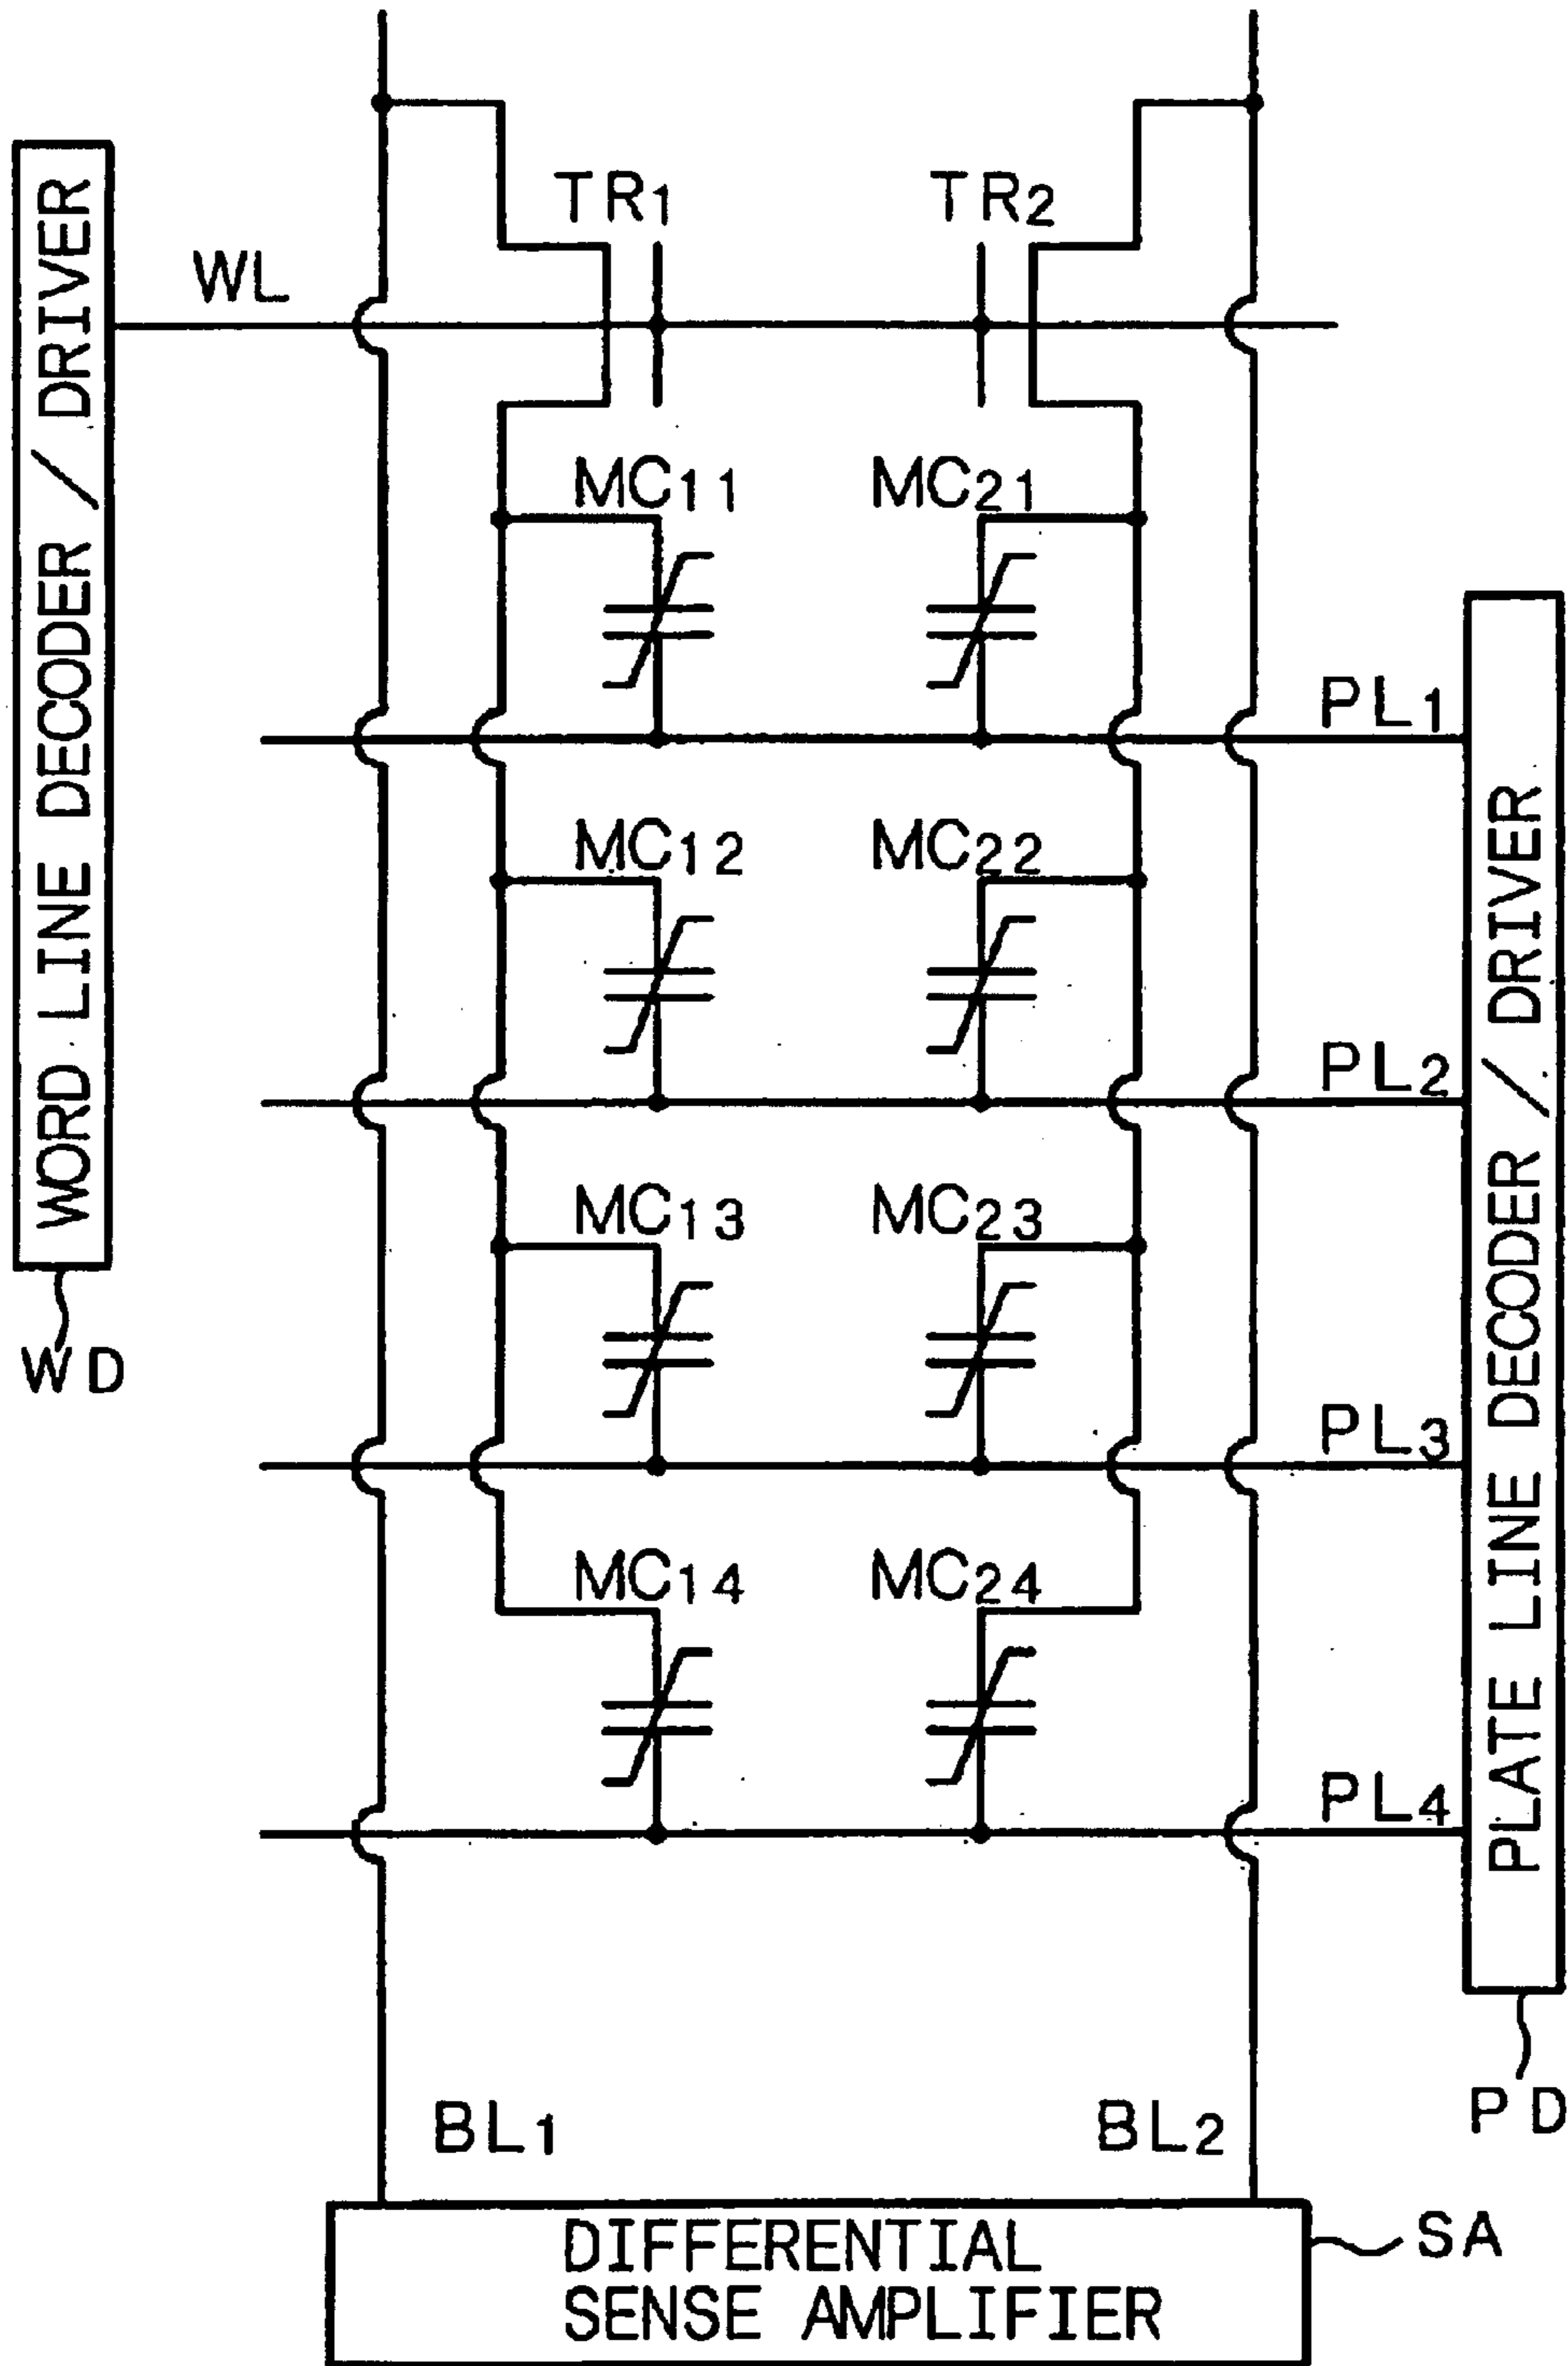 TR1 TR2
WORD LINE DECODER / DRIVER
WL
MC11 MC21
PL1
MC12 MC22
PL2
MC13 MC23
WD
PL3
PLATE LINE DECODER / DRIVER
MC14 MC24
PL4
PD
BL1 BL2
DIFFERENTIAL
SENSE AMPLIFIER
SA